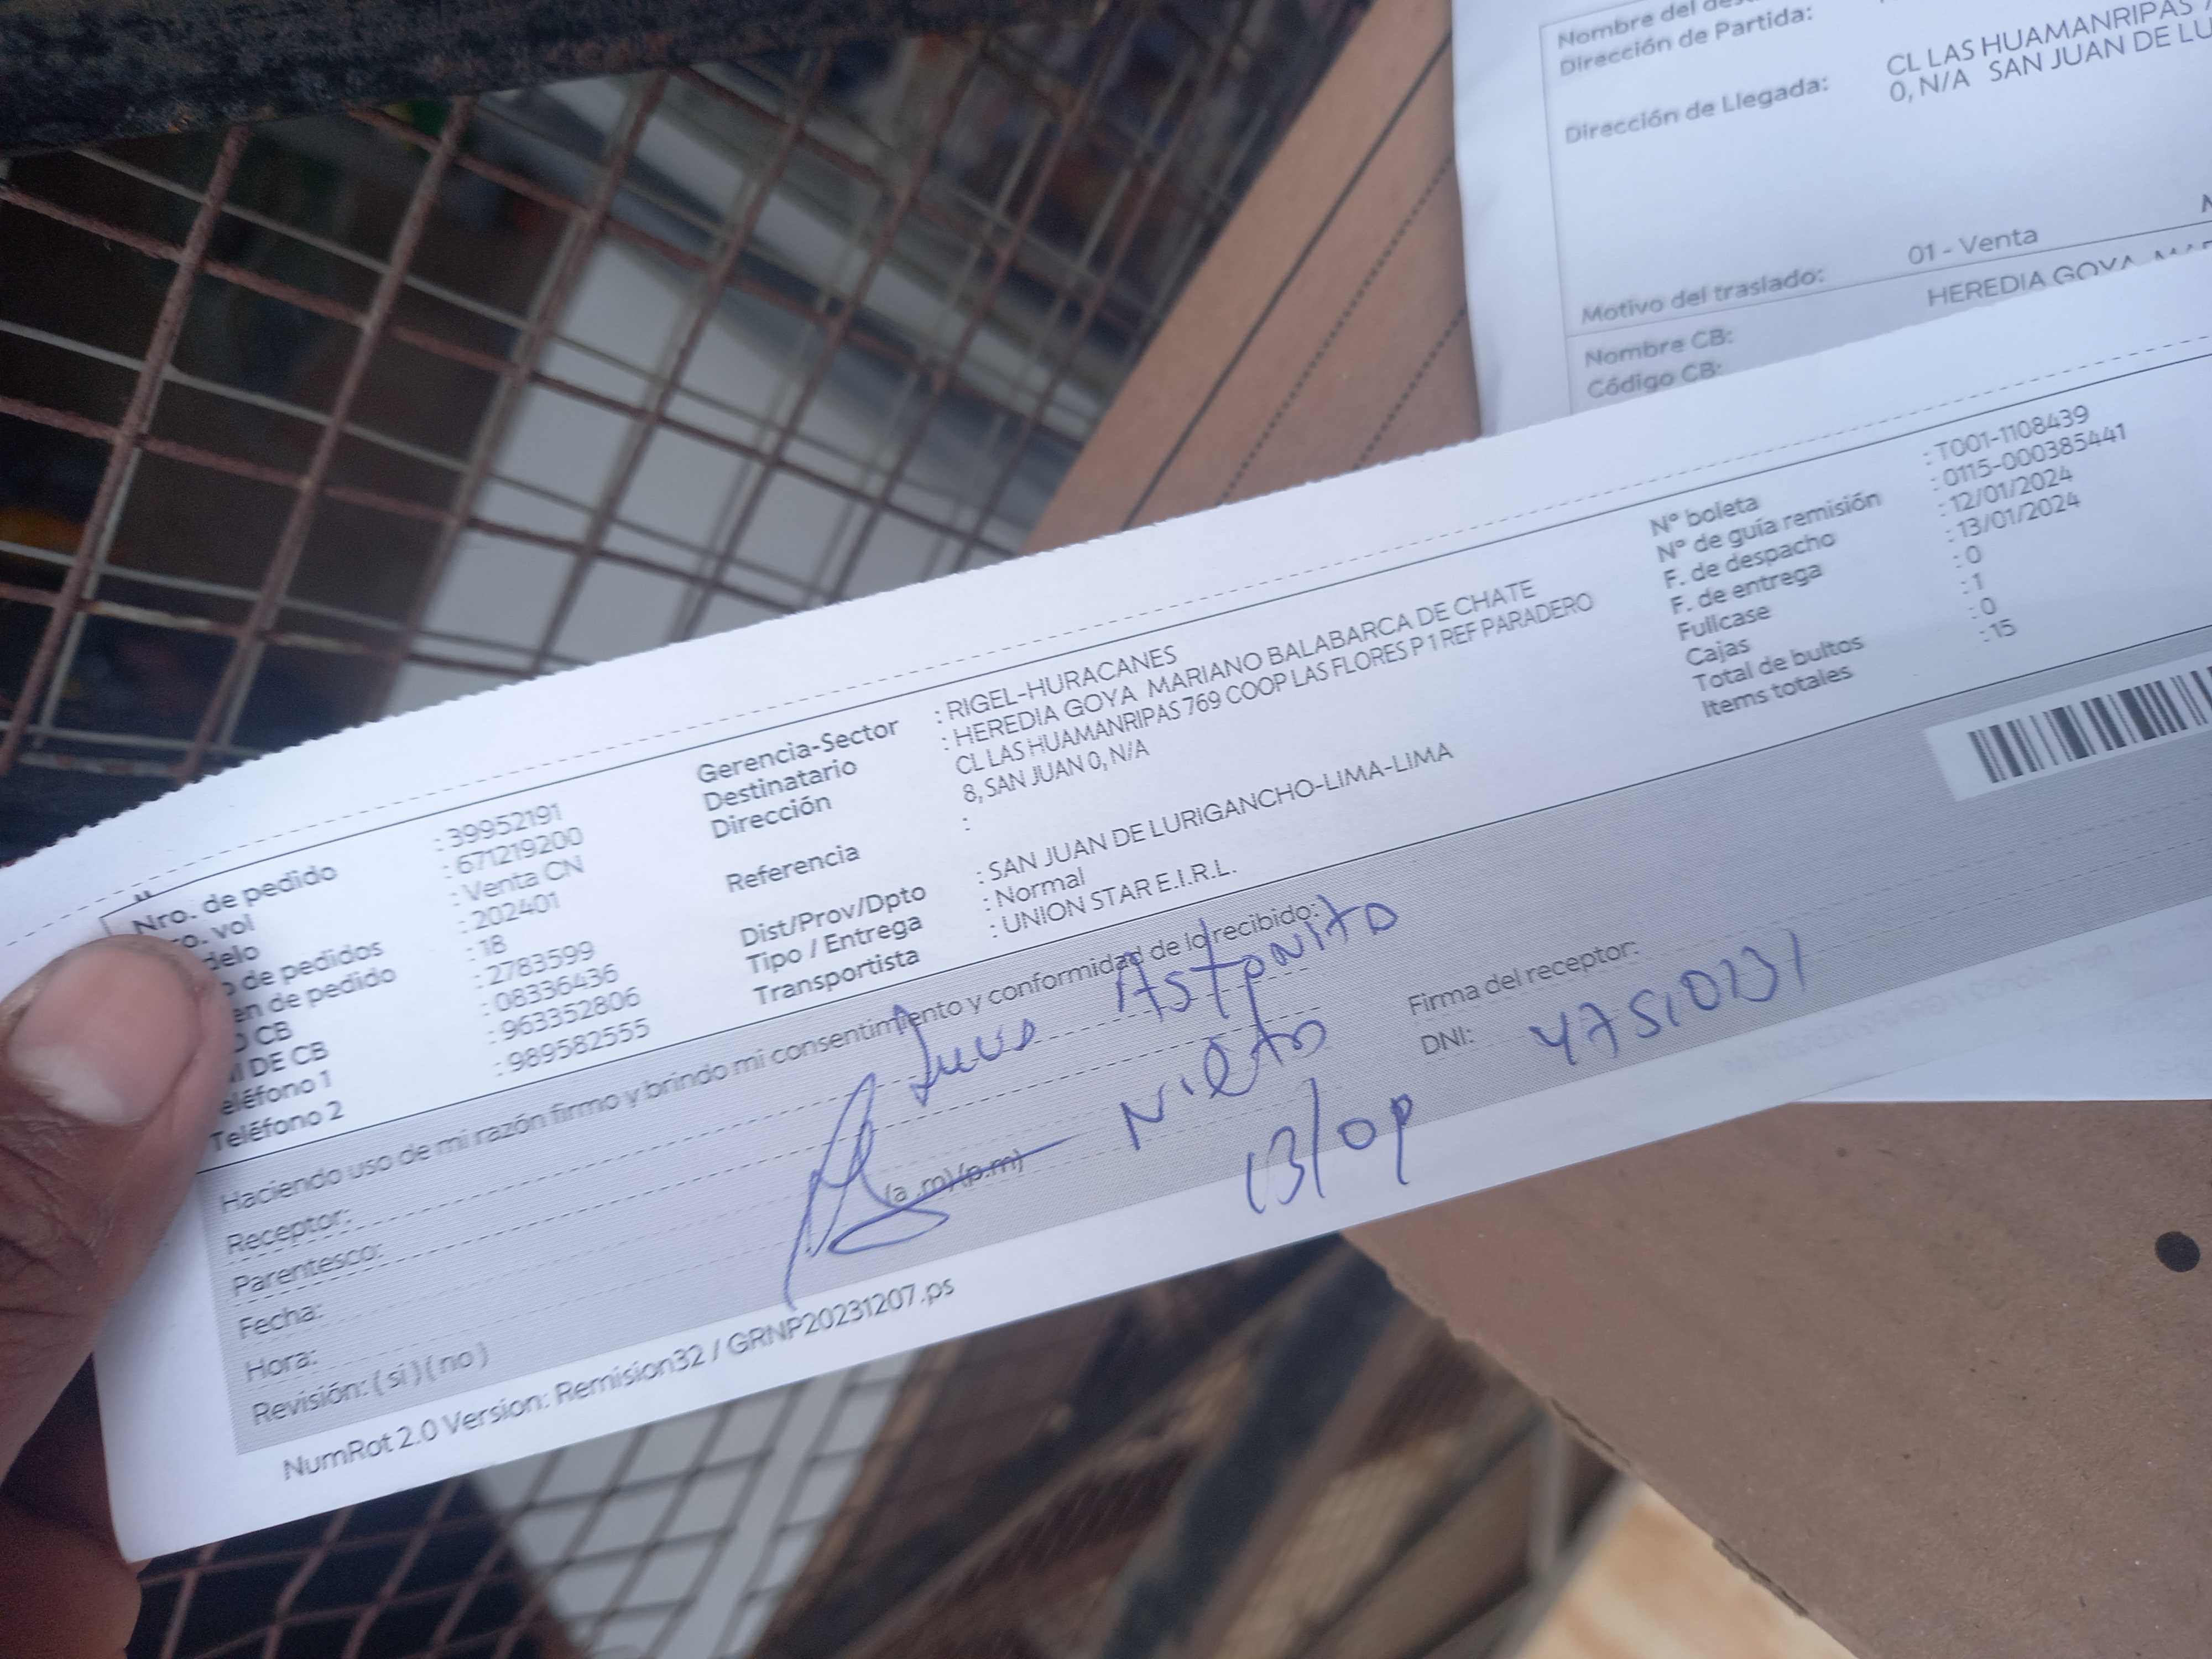 Nombre del
Dirección de Partida:
CL LAS HUAMANRIPAS
Dirección de Llegada: 0, N/A SAN JUAN DE LU
Motivo del traslado: 01 - Venta
Nombre CB: HEREDIA GOYA
Código CB:
Nro. de pedido : 39952191
o. vol : 671219200
delo : Venta CN
o de pedidos : 202401
en de pedido : 18
O CB : 2783599
I DE CB : 08336436
eléfono 1 : 963352806
Teléfono 2 : 989582555
Gerencia-Sector : RIGEL-HURACANES
Destinatario : HEREDIA GOYA MARIANO BALABARCA DE CHATE
Dirección CL LAS HUAMANRIPAS 769 COOP LAS FLORES P 1 REF PARADERO
8, SAN JUAN 0, N/A
Referencia :
Dist/Prov/Dpto : SAN JUAN DE LURIGANCHO-LIMA-LIMA
Tipo / Entrega : Normal
Transportista : UNION STAR E.I.R.L.
N° boleta : T001-1108439
N° de guía remisión : 0115-000385441
F. de despacho : 12/01/2024
F. de entrega : 13/01/2024
Fullcase : 0
Cajas : 1
Total de bultos : 0
Items totales : 15
Haciendo uso de mi razón firmo y brindo mi consentimiento y conformidad de lo recibido:
Receptor:
Parentesco:
Fecha:
Hora: (a .m) (p.m)
Revisión: ( si ) ( no )
Nieto
Firma del receptor:
DNI: 47510231
NumRot 2.0 Version: Remision32 / GRNP20231207.ps